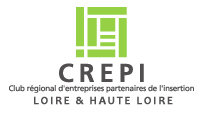 CREPI
Club régional d'entreprises partenaires de l'insertion
LOIRE & HAUTE LOIRE